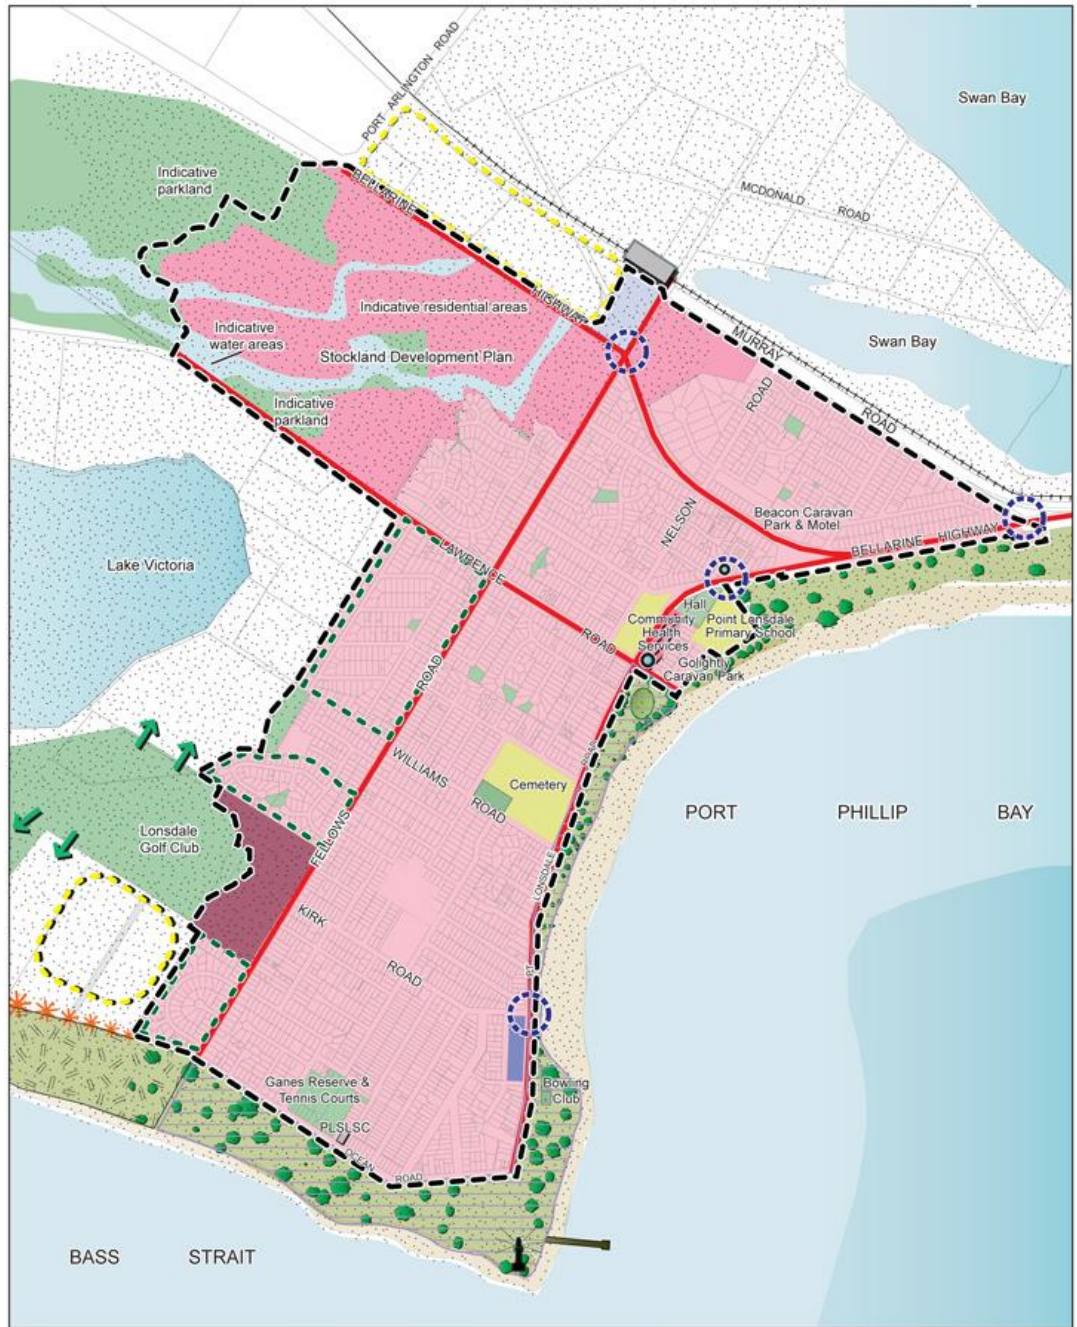 Swan Bay
PORT ARLINGTON ROAD
Indicative
parkland
BELLARINE
HIGHWAY
MCDONALD ROAD
Indicative residential areas
Indicative
water areas
Stockland Development Plan
Swan Bay
MURRAY
ROAD
ROAD
Indicative
parkland
NELSON
Beacon Caravan
Park & Motel
BELLARINE HIGHWAY
LAWRENCE
ROAD
Lake Victoria
Hall
Community
Health
Services
Point Lonsdale
Primary School
Golightly
Caravan Park
ROAD
ROAD
WILLIAMS
ROAD
Cemetery
PORT PHILLIP BAY
Lonsdale
Golf Club
FELLOWS
LONSDALE
KIRK
ROAD
PT
Ganes Reserve &
Tennis Courts
Bowling
Club
PLSLSC
OCEAN
ROAD
BASS STRAIT